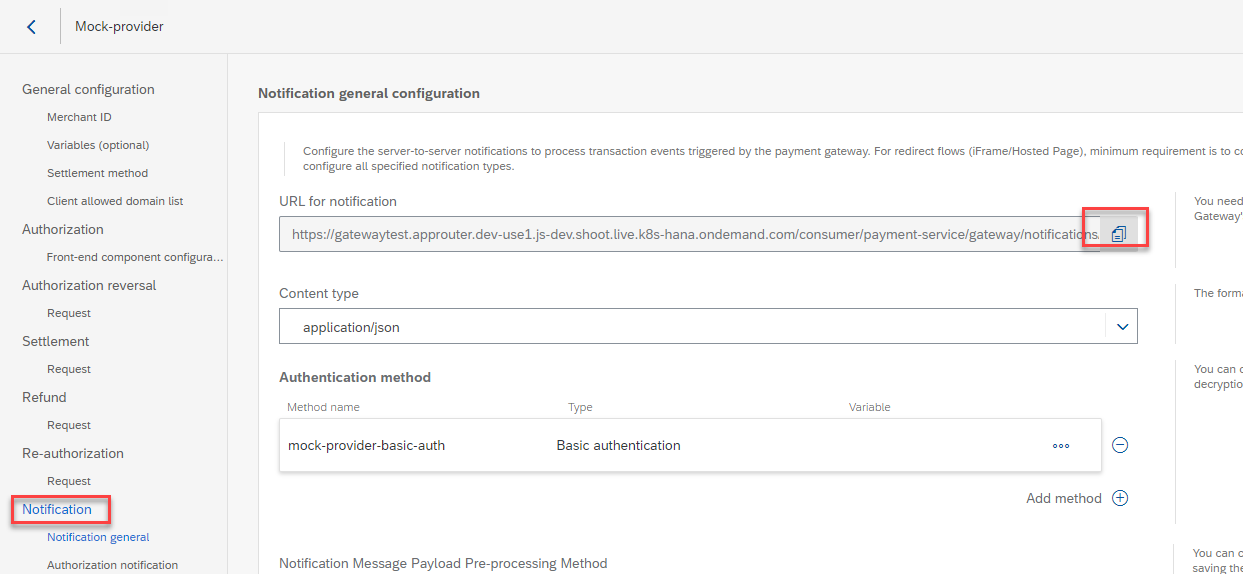 Mock-provider
General configuration
Merchant ID
Variables (optional)
Settlement method
Client allowed domain list
Authorization
Front-end component configura...
Authorization reversal
Request
Settlement
Request
Refund
Request
Re-authorization
Request
Notification
Notification general
Authorization notification
Notification general configuration
Configure the server-to-server notifications to process transaction events triggered by the payment gateway. For redirect flows (iFrame/Hosted Page), minimum requirement is to
configure all specified notification types.
URL for notification
https://gatewaytest.approuter.dev-use1.js-dev.shoot.live.k8s-hana.ondemand.com/consumer/payment-service/gateway/notifications
You need
Gateway'
Content type
application/json
The forma
Authentication method
You can
decryptio
Method name Type Variable
mock-provider-basic-auth Basic authentication
Add method
Notification Message Payload Pre-processing Method
You can
saving the